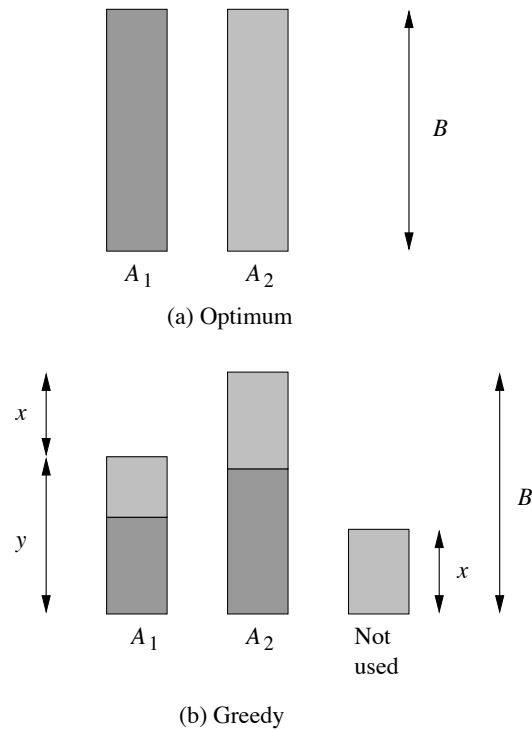 B
A1 A2
(a) Optimum
x
y
B
x
A1 A2 Not
used
(b) Greedy